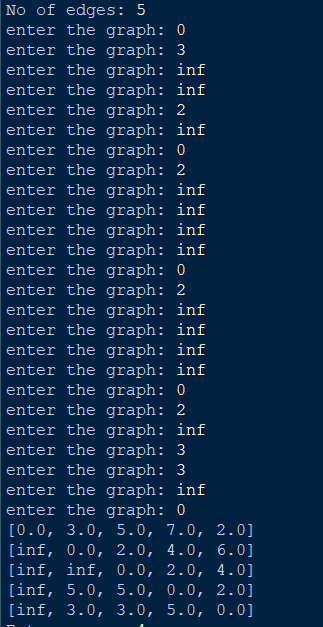 No of edges: 5
enter the graph: 0
enter the graph: 3
enter the graph: inf
enter the graph: inf
enter the graph: 2
enter the graph: inf
enter the graph: 0
enter the graph: 2
enter the graph: inf
enter the graph: inf
enter the graph: inf
enter the graph: inf
enter the graph: 0
enter the graph: 2
enter the graph: inf
enter the graph: inf
enter the graph: inf
enter the graph: inf
enter the graph: 0
enter the graph: 2
enter the graph: inf
enter the graph: 3
enter the graph: 3
enter the graph: inf
enter the graph: 0
[0.0, 3.0, 5.0, 7.0, 2.0]
[inf, 0.0, 2.0, 4.0, 6.0]
[inf, inf, 0.0, 2.0, 4.0]
[inf, 5.0, 5.0, 0.0, 2.0]
[inf, 3.0, 3.0, 5.0, 0.0]